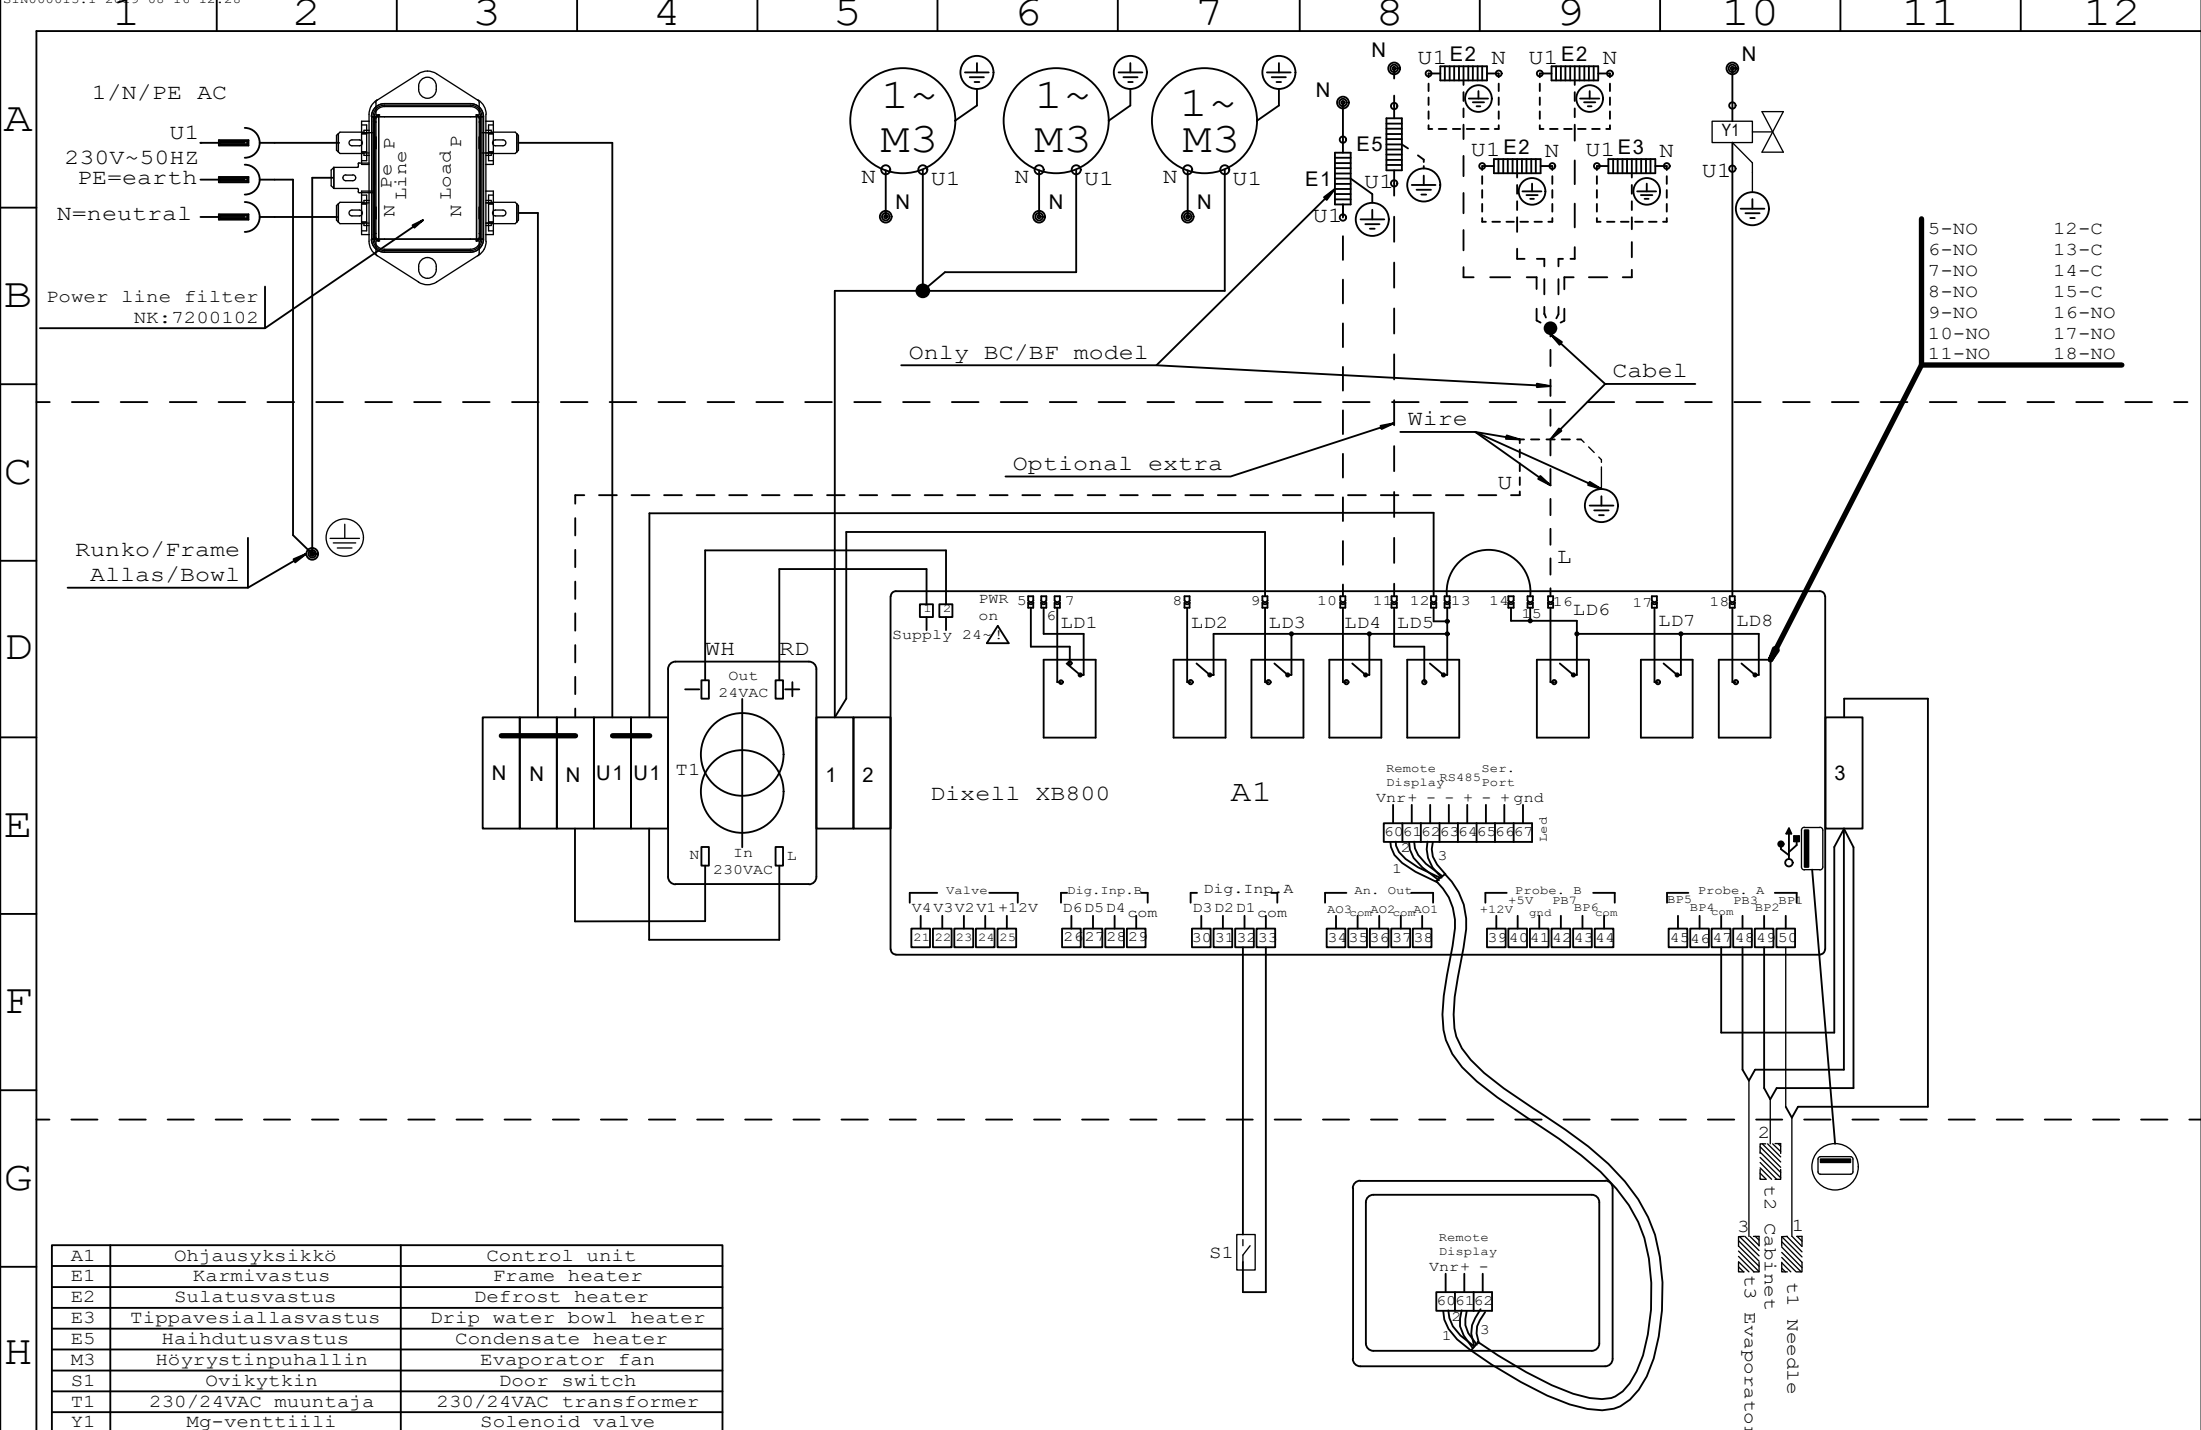 1 2 3 4 5 6 7 8 9 10 11 12
A
B
C
D
E
F
G
H
1/N/PE AC
U1
230V~50HZ
PE=earth
N=neutral
P Pe N
Line
Load
P N
Power line filter
NK:7200102
Runko/Frame
Allas/Bowl
1~
M3
N U1
N
1~
M3
N U1
N
1~
M3
N U1
N
N
E1
U1
N
E5
U1
U1 E2 N
U1 E2 N
U1 E2 N
U1 E3 N
N
Y1
U1
5-NO 12-C
6-NO 13-C
7-NO 14-C
8-NO 15-C
9-NO 16-NO
10-NO 17-NO
11-NO 18-NO
Only BC/BF model
Cabel
Wire
Optional extra
U
L
1 2
Supply 24~
PWR
on
5 6 7 8 9 10 11 12 13 14 15 16 17 18
LD1 LD2 LD3 LD4 LD5 LD6 LD7 LD8
WH RD
Out
24VAC
- +
T1
N L
In
230VAC
N N N U1 U1
1 2
3
Dixell XB800
A1
Remote
Display
RS485
Ser.
Port
Vnr + - - + - + gnd
60 61 62 63 64 65 66 67
Led
1 2 3
Valve
V4 V3 V2 V1 +12V
21 22 23 24 25
Dig.Inp.B
D6 D5 D4 com
26 27 28 29
Dig.Inp.A
D3 D2 D1 com
30 31 32 33
An. Out
AO3 com AO2 com AO1
34 35 36 37 38
Probe. B
+12V +5V gnd PB7 BP6 com
39 40 41 42 43 44
Probe. A
BP5 BP4 com PB3 BP2 BP1
45 46 47 48 49 50
S1
Remote
Display
Vnr + -
60 61 62
1 2 3
2
t2 Cabinet
3
t3 Evaporator
1
t1 Needle
A1 Ohjausyksikkö Control unit
E1 Karmivastus Frame heater
E2 Sulatusvastus Defrost heater
E3 Tippavesiallasvastus Drip water bowl heater
E5 Haihdutusvastus Condensate heater
M3 Höyrystinpuhallin Evaporator fan
S1 Ovikytkin Door switch
T1 230/24VAC muuntaja 230/24VAC transformer
Y1 Mg-venttiili Solenoid valve